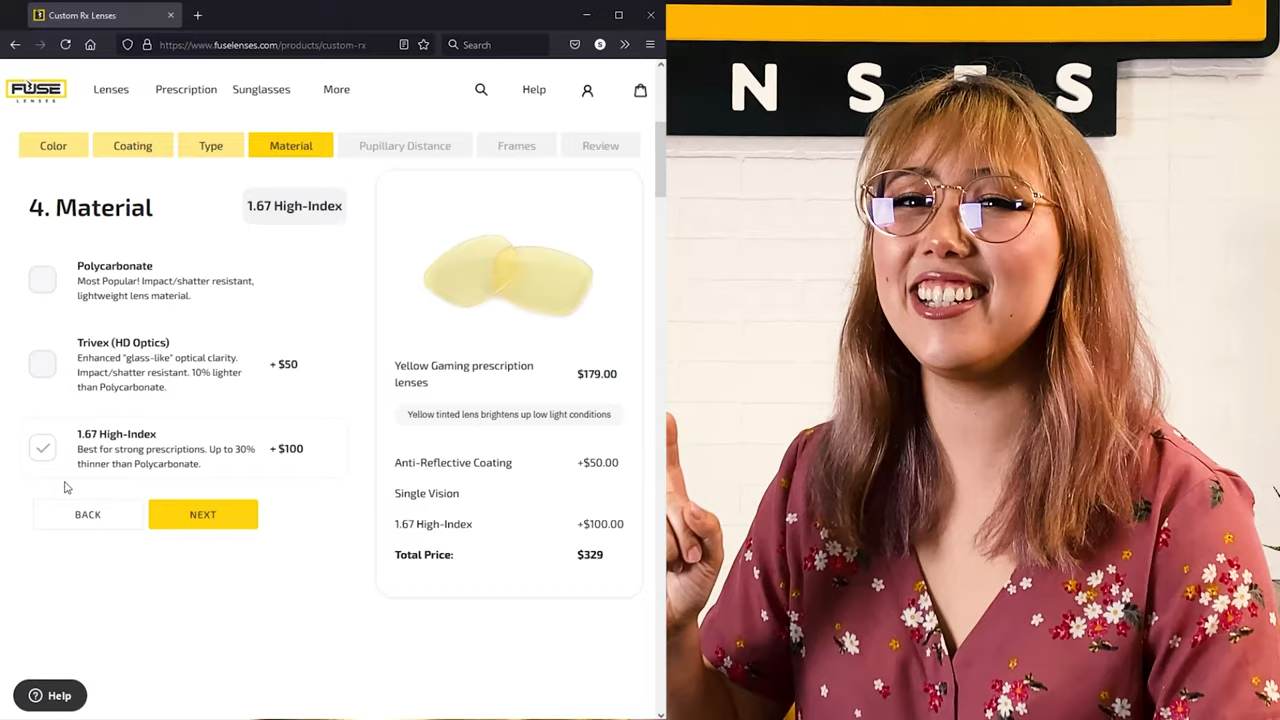 Custom Rx Lenses
https://www.fuselenses.com/products/custom-rx
Search
S
FUSE
LENSES
Lenses
Prescription
Sunglasses
More
Help
Color
Coating
Type
Material
Pupillary Distance
Frames
Review
4. Material
1.67 High-Index
Polycarbonate
Most Popular! Impact/shatter resistant,
lightweight lens material.
Trivex (HD Optics)
Enhanced "glass-like" optical clarity.
Impact/shatter resistant. 10% lighter
than Polycarbonate.
+ $50
1.67 High-Index
Best for strong prescriptions. Up to 30%
thinner than Polycarbonate.
+ $100
BACK
NEXT
Yellow Gaming prescription
lenses
$179.00
Yellow tinted lens brightens up low light conditions
Anti-Reflective Coating +$50.00
Single Vision
1.67 High-Index +$100.00
Total Price: $329
Help
N S E S